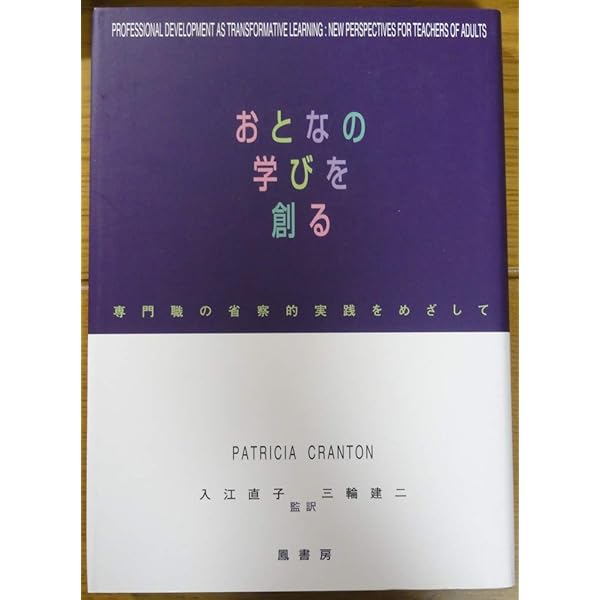 PROFESSIONAL DEVELOPMENT AS TRANSFORMATIVE LEARNING : NEW PERSPECTIVES FOR TEACHERS OF ADULTS
おとなの
学びを
創る
専門職の省察的実践をめざして
PATRICIA CRANTON
入江直子 三輪建二
監訳
鳳書房